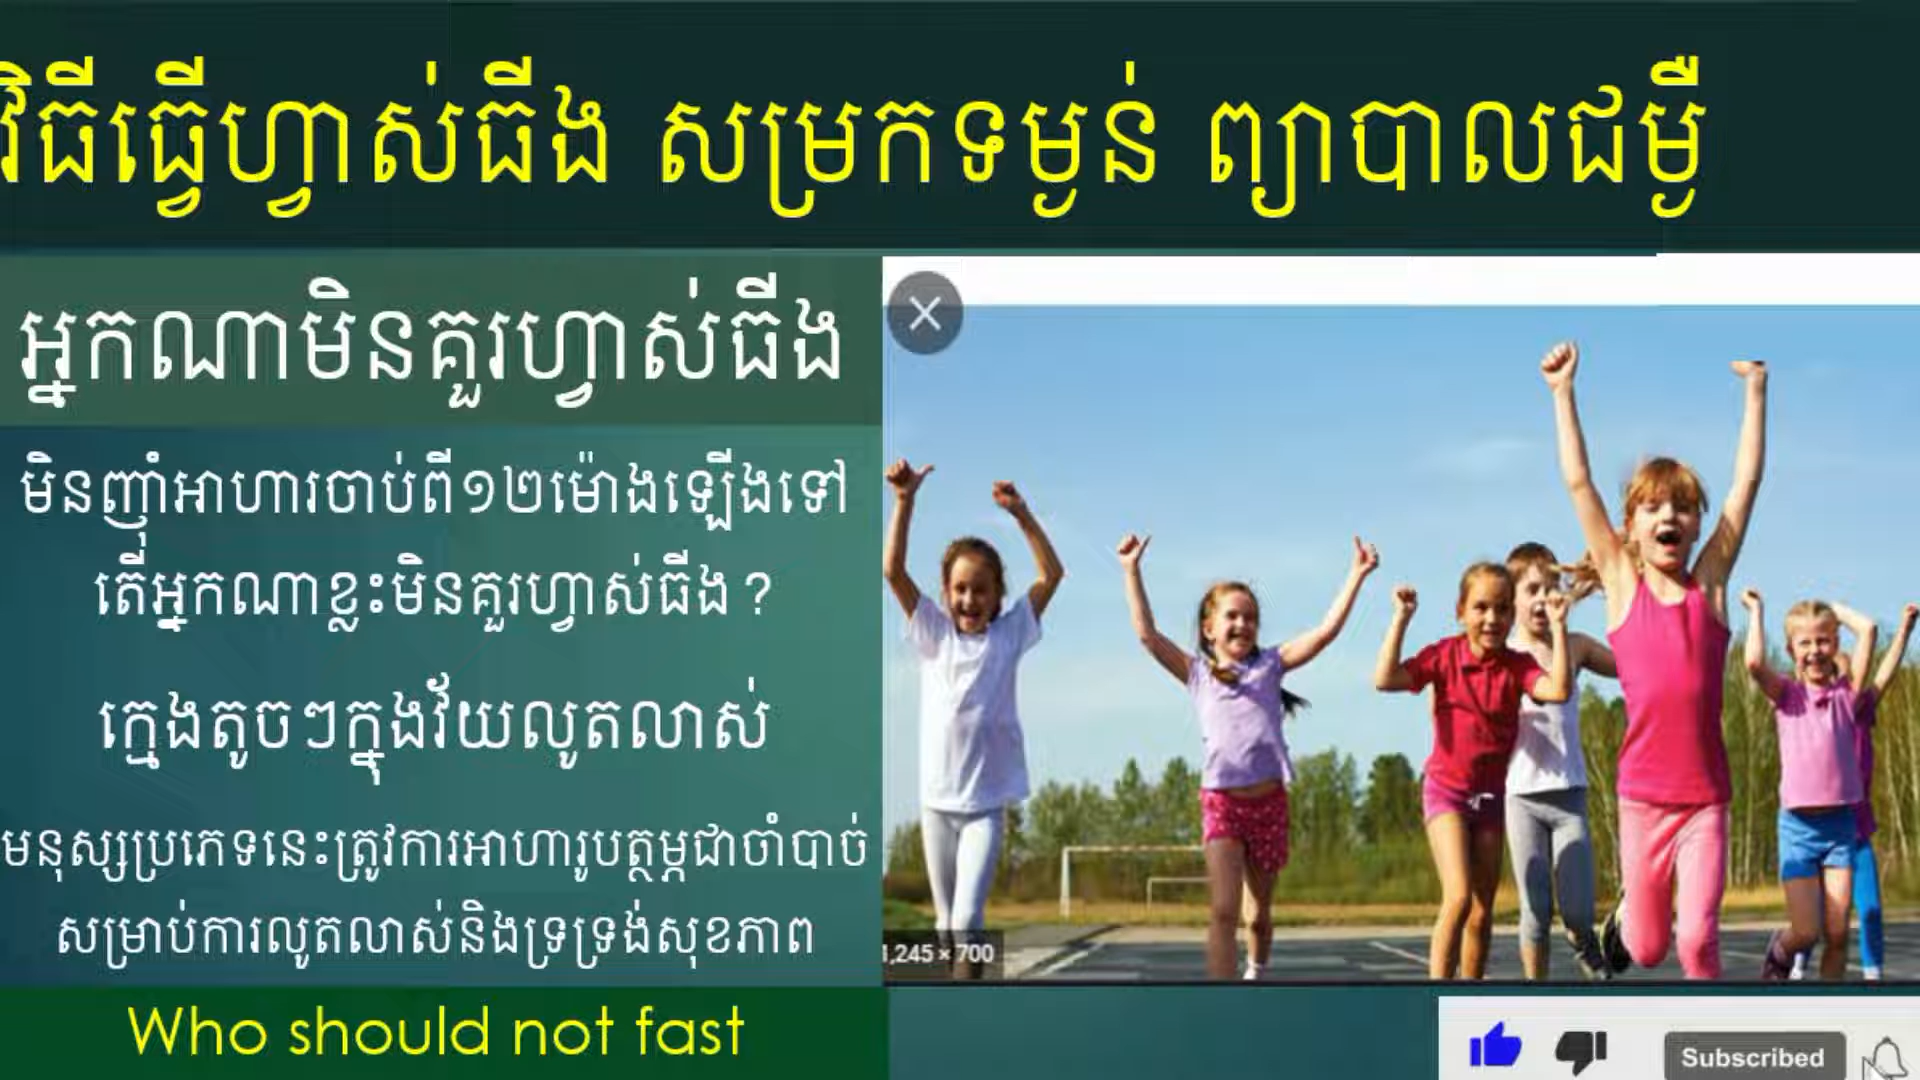 វិធីធ្វើហ្វាស់ធីង សម្រកទម្ងន់ ព្យាបាលជម្ងឺ
អ្នកណាមិនគួរហ្វាស់ធីង
មិនញ៉ាំអាហារចាប់ពី១២ម៉ោងឡើងទៅ
តើអ្នកណាខ្លះមិនគួរហ្វាស់ធីង ?
ក្មេងតូចៗក្នុងវ័យលូតលាស់
មនុស្សប្រភេទនេះត្រូវការអាហារូបត្ថម្ភជាចាំបាច់
សម្រាប់ការលូតលាស់និងទ្រទ្រង់សុខភាព
1,245 × 700
Who should not fast
Subscribed